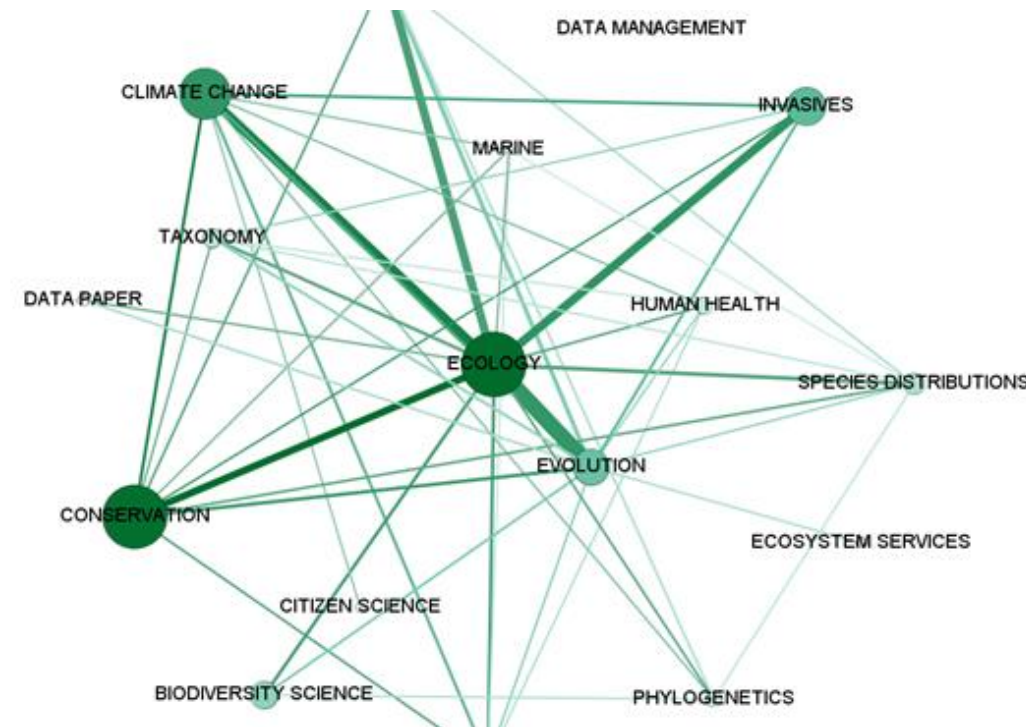 DATA MANAGEMENT
CLIMATE CHANGE
INVASIVES
MARINE
TAXONOMY
DATA PAPER
HUMAN HEALTH
ECOLOGY
SPECIES DISTRIBUTIONS
EVOLUTION
CONSERVATION
ECOSYSTEM SERVICES
CITIZEN SCIENCE
BIODIVERSITY SCIENCE
PHYLOGENETICS